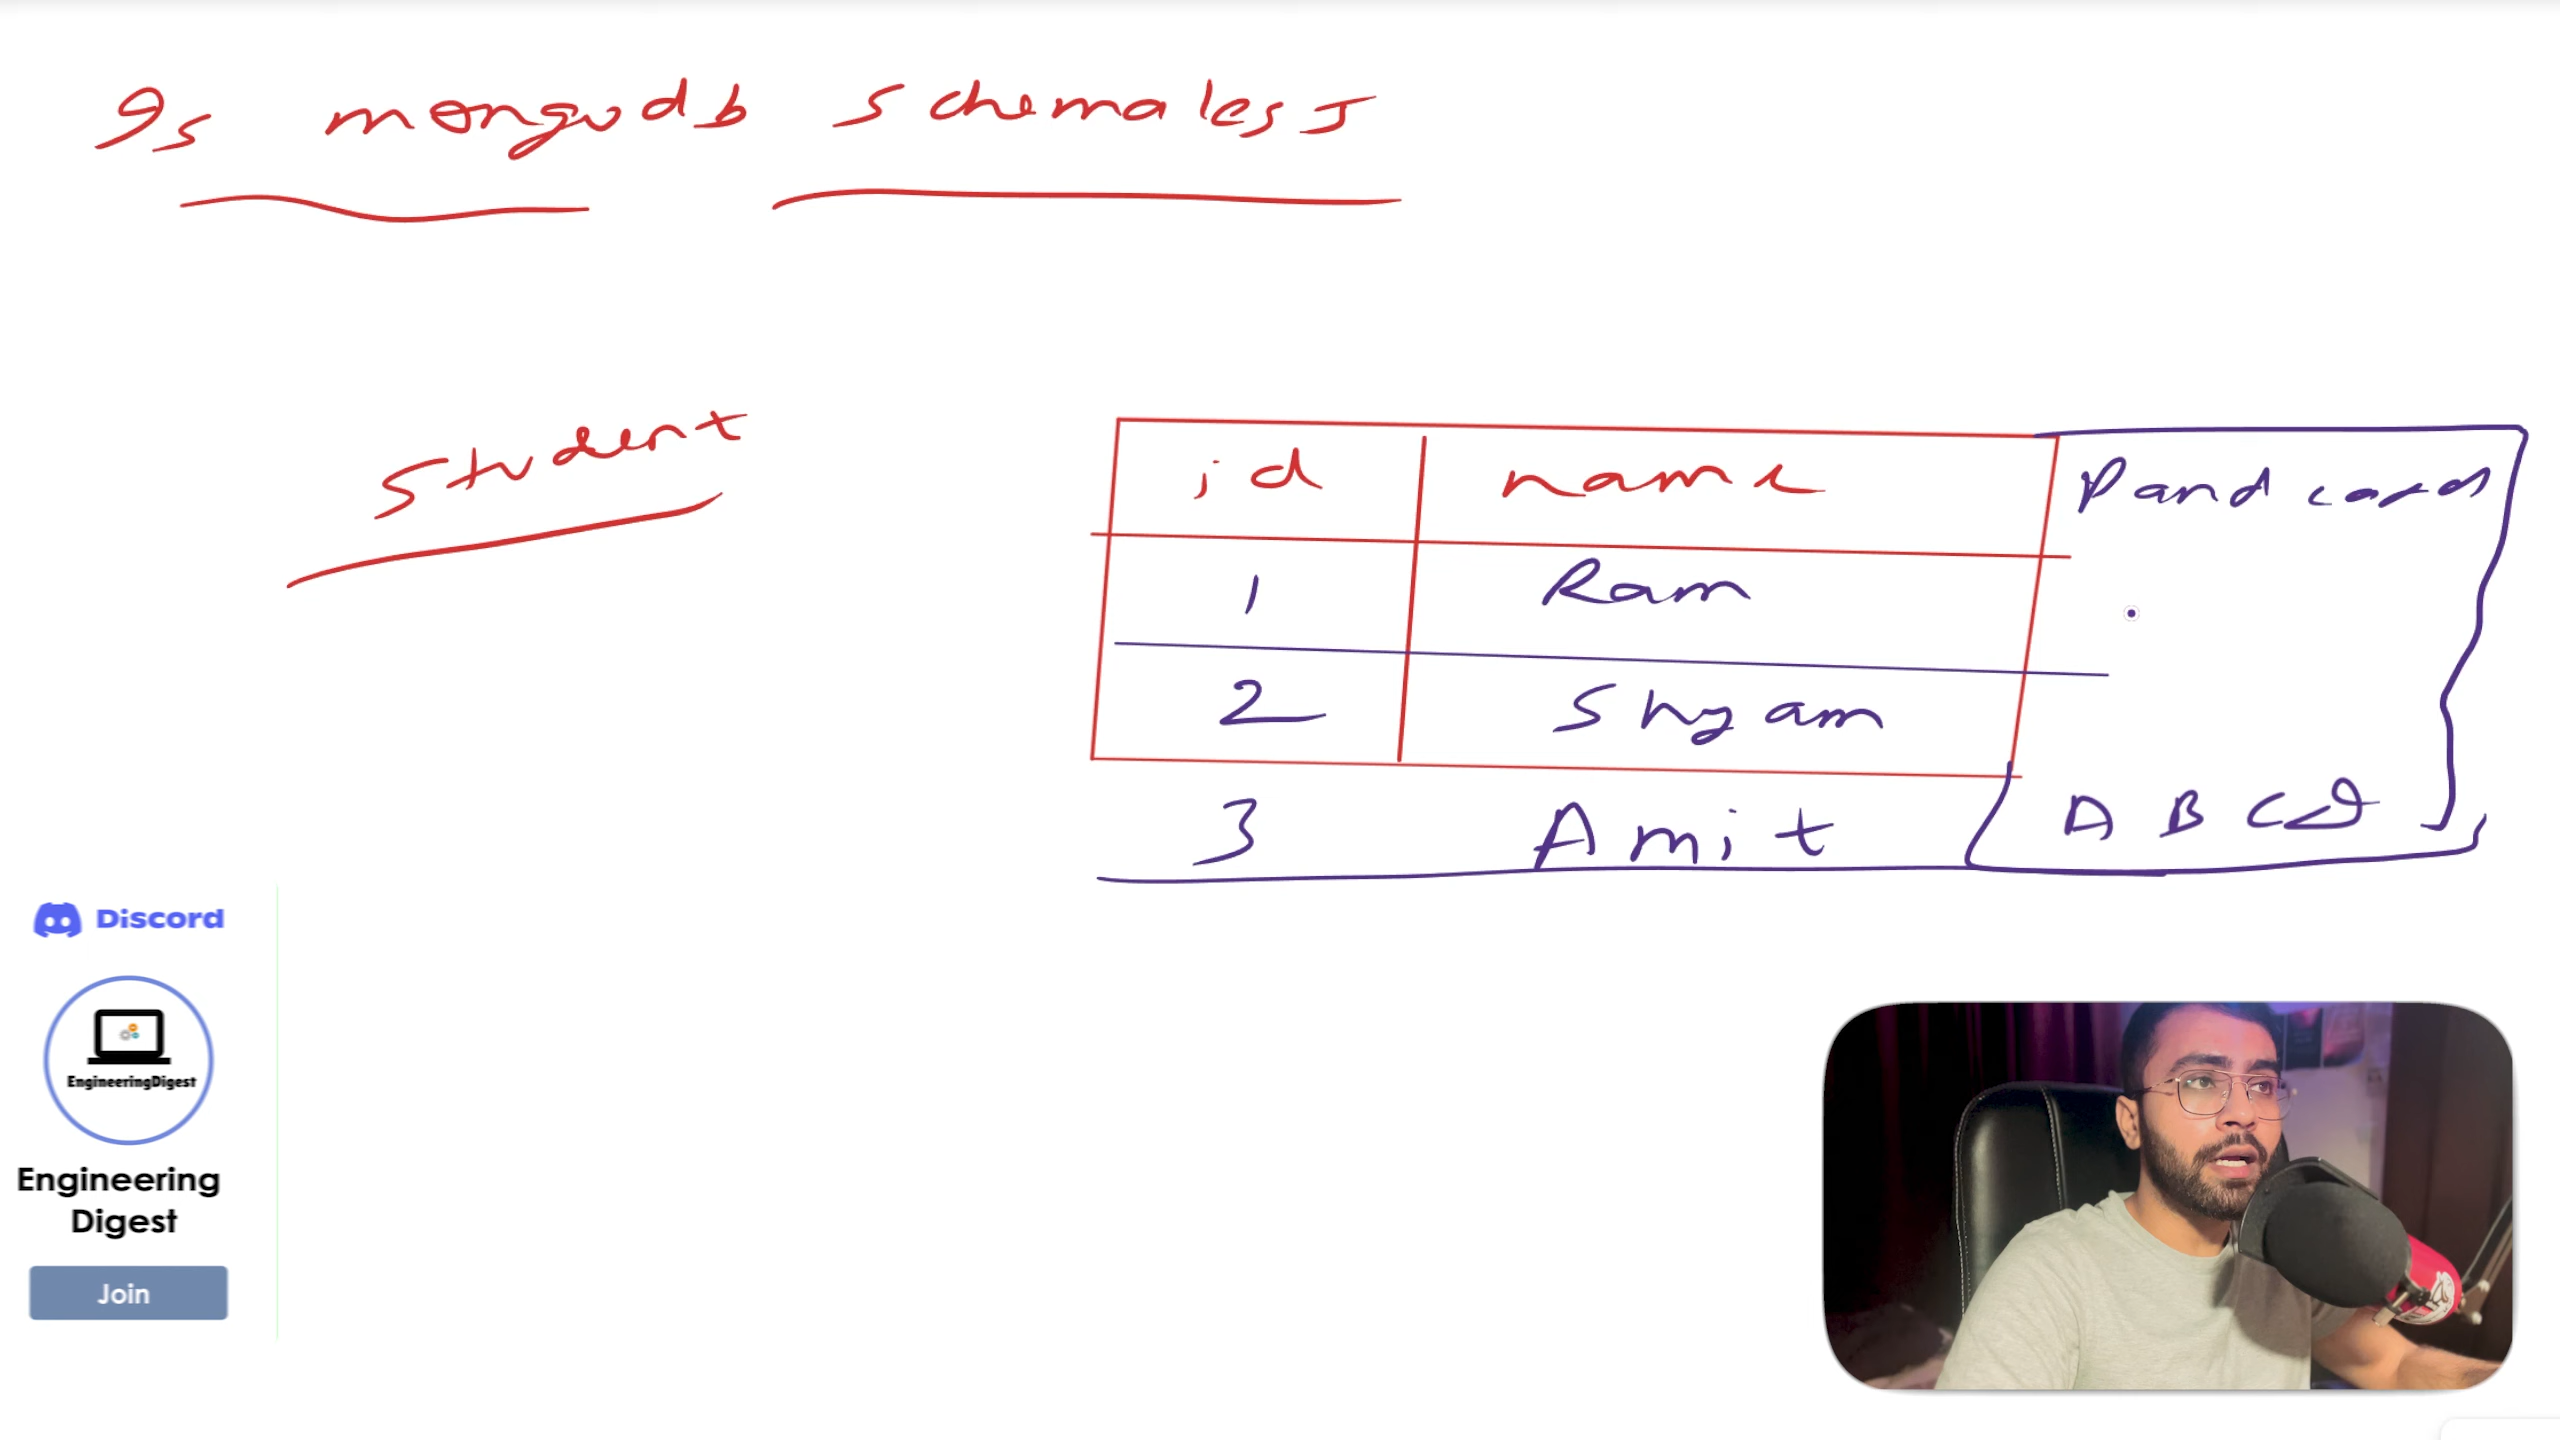 Is mongodb schemaless
Student
id name Pand card
1 Ram
2 Shyam
3 Amit ABCD
Discord
EngineeringDigest
Engineering
Digest
Join